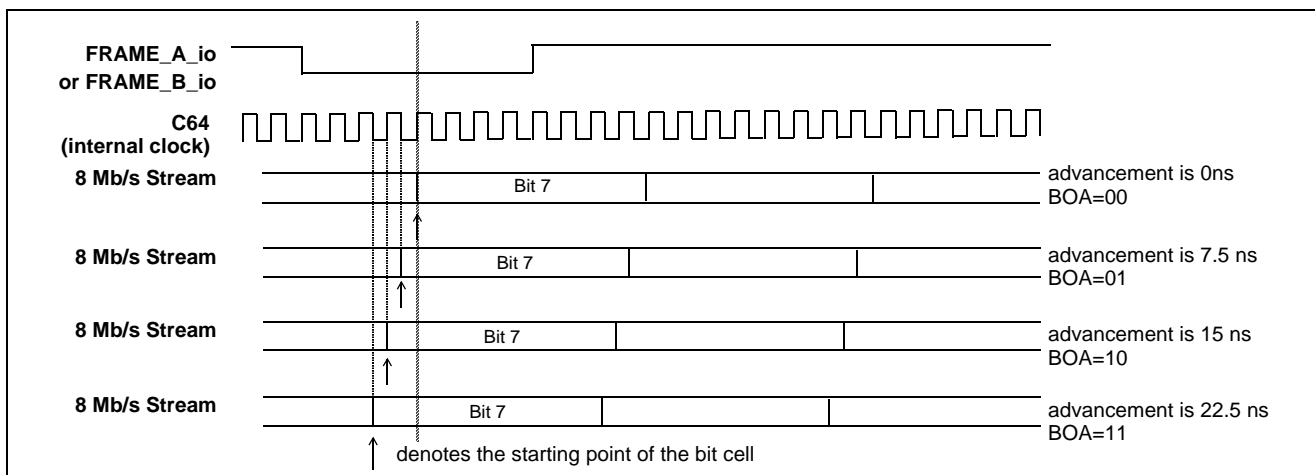 FRAME_A_io
or FRAME_B_io
C64
(internal clock)
8 Mb/s Stream
Bit 7
advancement is 0ns
BOA=00
8 Mb/s Stream
Bit 7
advancement is 7.5 ns
BOA=01
8 Mb/s Stream
Bit 7
advancement is 15 ns
BOA=10
8 Mb/s Stream
Bit 7
advancement is 22.5 ns
BOA=11
denotes the starting point of the bit cell